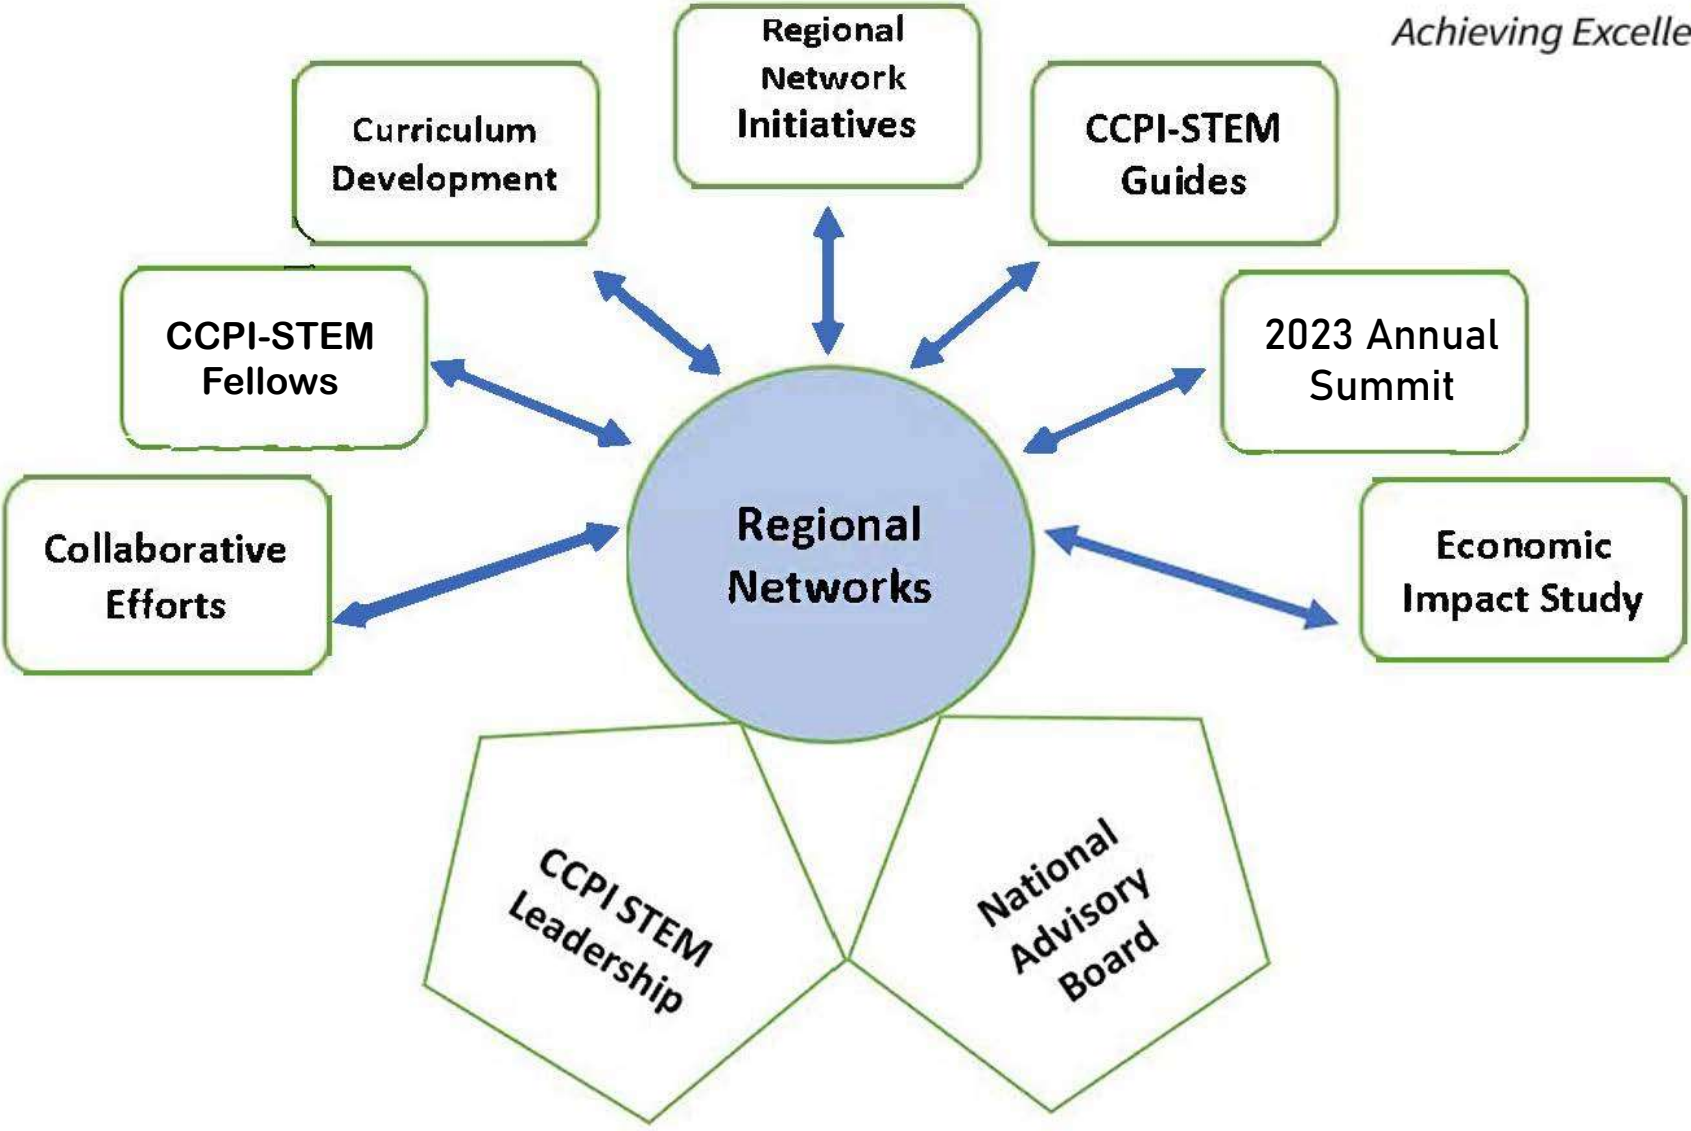 Achieving Excelle
Regional
Network
Initiatives
Curriculum
Development
CCPI-STEM
Guides
CCPI-STEM
Fellows
2023 Annual
Summit
Collaborative
Efforts
Regional
Networks
Economic
Impact Study
CCPI STEM
Leadership
National
Advisory
Board